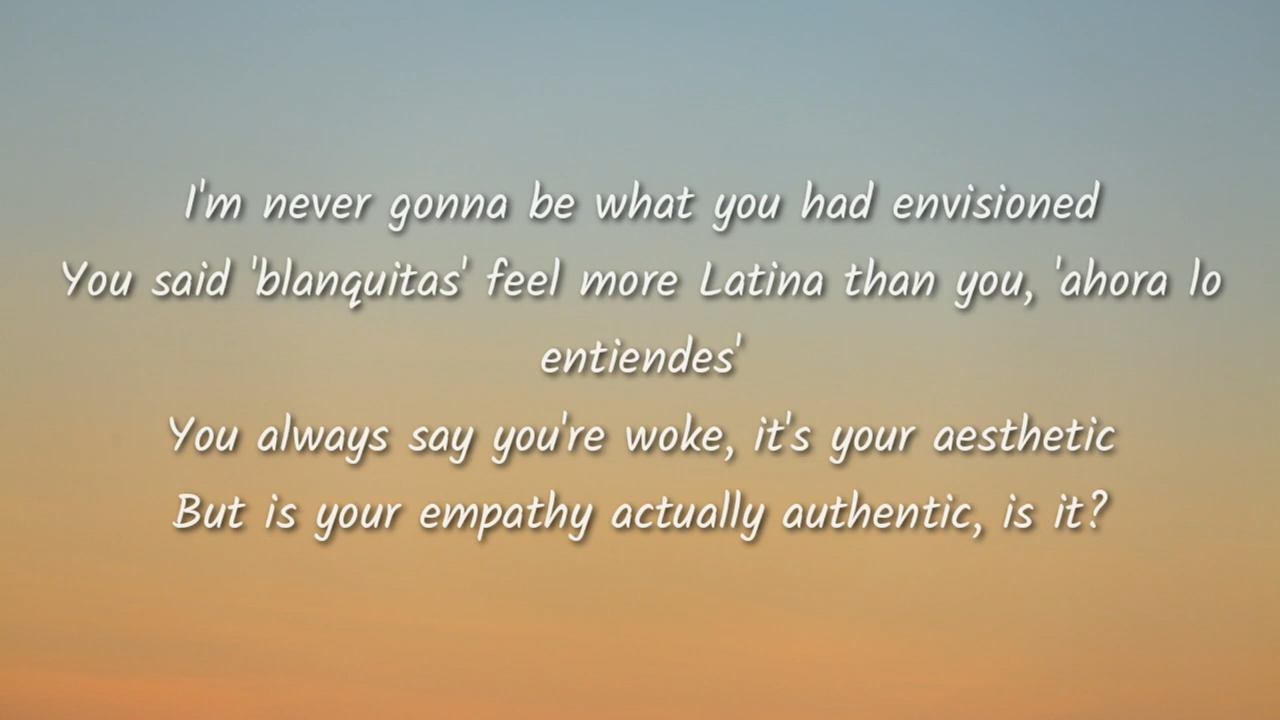 I'm never gonna be what you had envisioned
You said 'blanquitas' feel more Latina than you, 'ahora lo
entiendes'
You always say you're woke, it's your aesthetic
But is your empathy actually authentic, is it?